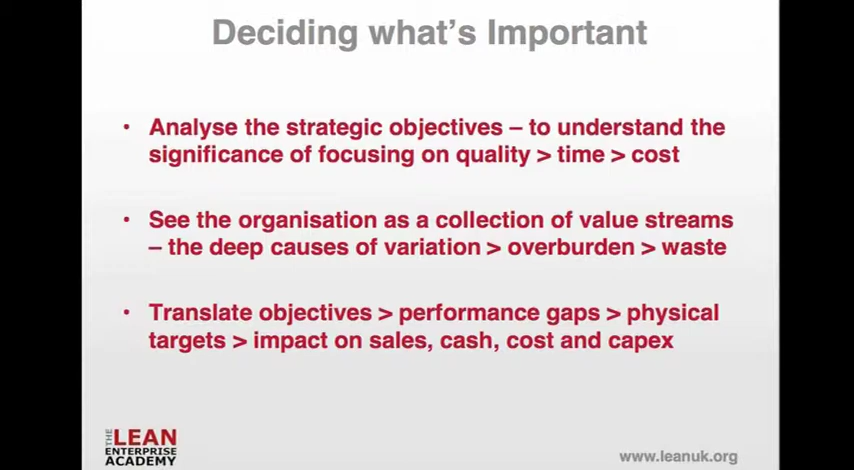 Deciding what's Important
• Analyse the strategic objectives – to understand the
significance of focusing on quality > time > cost
• See the organisation as a collection of value streams
– the deep causes of variation > overburden > waste
• Translate objectives > performance gaps > physical
targets > impact on sales, cash, cost and capex
THE LEAN
ENTERPRISE
ACADEMY
www.leanuk.org